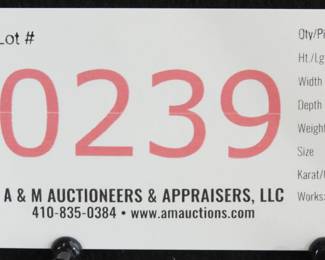 Lot #
0239
A & M AUCTIONEERS & APPRAISERS, LLC
410-835-0384 • www.amauctions.com
Qty/Pi
Ht./Lg
Width
Depth
Weight
Size
Karat/
Works